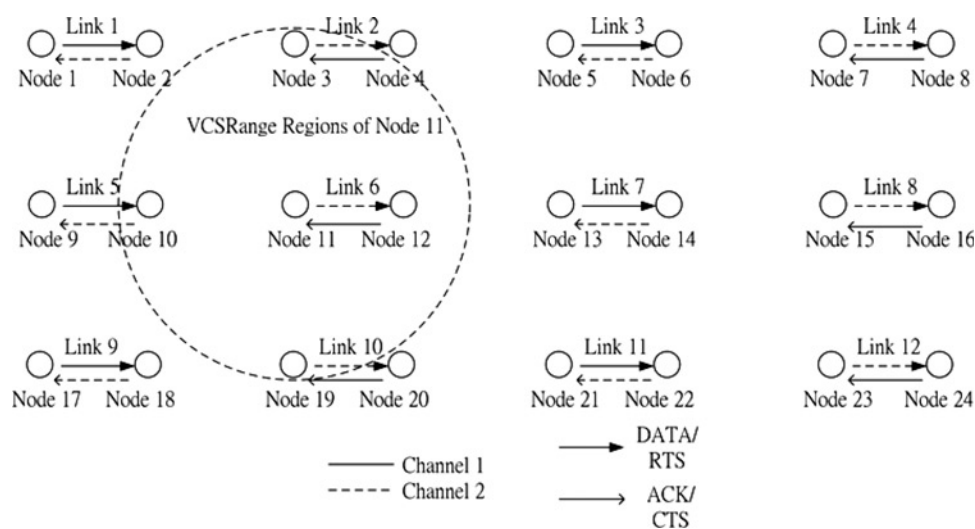 Link 1 Link 2 Link 3 Link 4
Node 1 Node 2 Node 3 Node 4 Node 5 Node 6 Node 7 Node 8
VCSRange Regions of Node 11
Link 5 Link 6 Link 7 Link 8
Node 9 Node 10 Node 11 Node 12 Node 13 Node 14 Node 15 Node 16
Link 9 Link 10 Link 11 Link 12
Node 17 Node 18 Node 19 Node 20 Node 21 Node 22 Node 23 Node 24
Channel 1
Channel 2
DATA/
RTS
ACK/
CTS